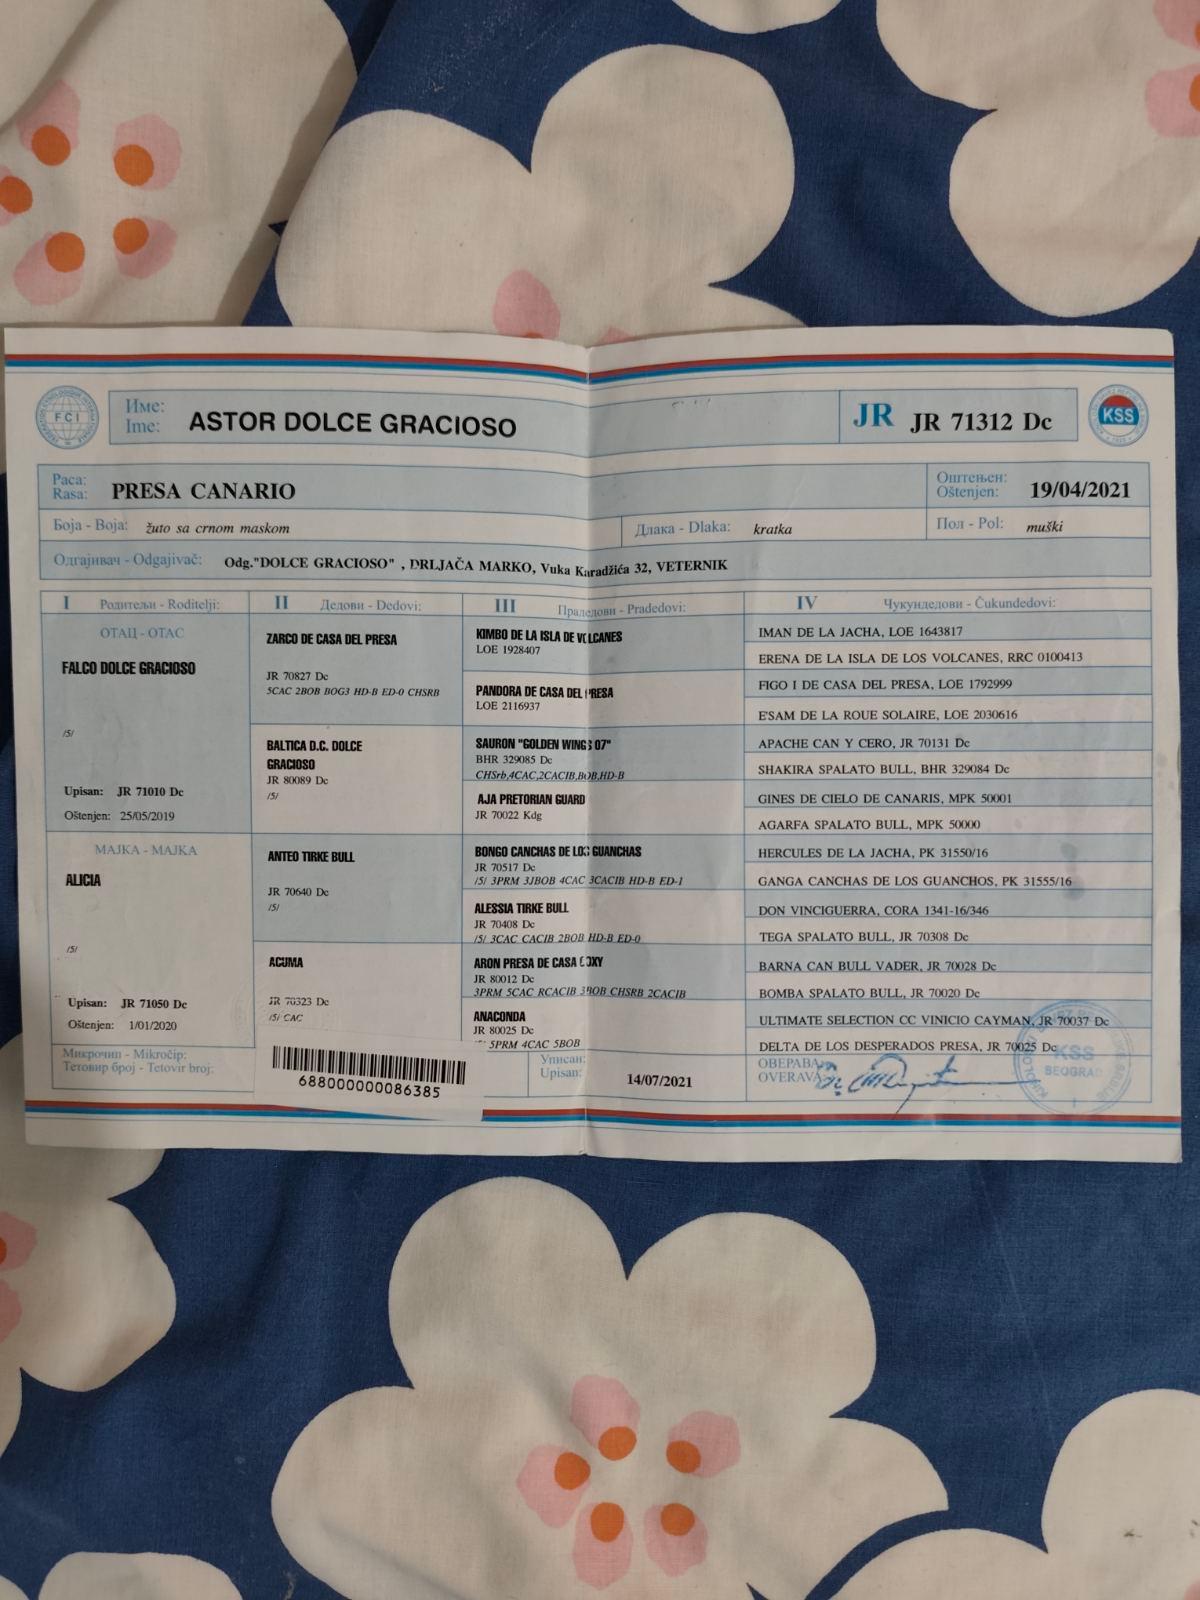 FCI
Име:
Ime:
ASTOR DOLCE GRACIOSO
JR JR 71312 Dc
KSS
Раса:
Rasa:
PRESA CANARIO
Оштењен:
Oštenjen:
19/04/2021
Боја - Boja: žuto sa crnom maskom
Длака - Dlaka: kratka
Пол - Pol: muški
Одгајивач - Odgajivač: Odg."DOLCE GRACIOSO" , DRLJAČA MARKO, Vuka Karadžića 32, VETERNIK
I Родитељи - Roditelji:
II Дедови - Dedovi:
III Прадедови - Pradedovi:
IV Чукундедови - Čukundedovi:
ОТАЦ - OTAC
FALCO DOLCE GRACIOSO
/5/
Upisan: JR 71010 Dc
Oštenjen: 25/05/2019
МАЈКА - MAJKA
ALICIA
/5/
Upisan: JR 71050 Dc
Oštenjen: 1/01/2020
ZARCO DE CASA DEL PRESA
JR 70827 Dc
5CAC 2BOB BOG3 HD-B ED-0 CHSRB
BALTICA D.C. DOLCE
GRACIOSO
JR 80089 Dc
/5/
ANTEO TIRKE BULL
JR 70640 Dc
/5/
ACUMA
JR 70323 Dc
/5/ CAC
KIMBO DE LA ISLA DE VOLCANES
LOE 1928407
PANDORA DE CASA DEL PRESA
LOE 2116937
SAURON "GOLDEN WINGS 07"
BHR 329085 Dc
CHSrb,4CAC,2CACIB,BOB,HD-B
AJA PRETORIAN GUARD
JR 70022 Kdg
BONGO CANCHAS DE LOS GUANCHAS
JR 70517 Dc
/5/ 3PRM 3JBOB 4CAC 3CACIB HD-B ED-1
ALESSIA TIRKE BULL
JR 70408 Dc
/5/ 3CAC CACIB 2BOB HD-B ED-0
ARON PRESA DE CASA COXY
JR 80012 Dc
3PRM 5CAC RCACIB 3BOB CHSRB 2CACIB
ANACONDA
JR 80025 Dc
5PRM 4CAC 5BOB
IMAN DE LA JACHA, LOE 1643817
ERENA DE LA ISLA DE LOS VOLCANES, RRC 0100413
FIGO I DE CASA DEL PRESA, LOE 1792999
E'SAM DE LA ROUE SOLAIRE, LOE 2030616
APACHE CAN Y CERO, JR 70131 Dc
SHAKIRA SPALATO BULL, BHR 329084 Dc
GINES DE CIELO DE CANARIS, MPK 50001
AGARFA SPALATO BULL, MPK 50000
HERCULES DE LA JACHA, PK 31550/16
GANGA CANCHAS DE LOS GUANCHOS, PK 31555/16
DON VINCIGUERRA, CORA 1341-16/346
TEGA SPALATO BULL, JR 70308 Dc
BARNA CAN BULL VADER, JR 70028 Dc
BOMBA SPALATO BULL, JR 70020 Dc
ULTIMATE SELECTION CC VINICIO CAYMAN, JR 70037 Dc
DELTA DE LOS DESPERADOS PRESA, JR 70025 Dc
Микрочип - Mikročip:
Тетовир број - Tetovir broj:
688000000086385
Уписан:
Upisan:
14/07/2021
ОВЕРАВА
OVERAVA
KSS
BEOGRAD
I